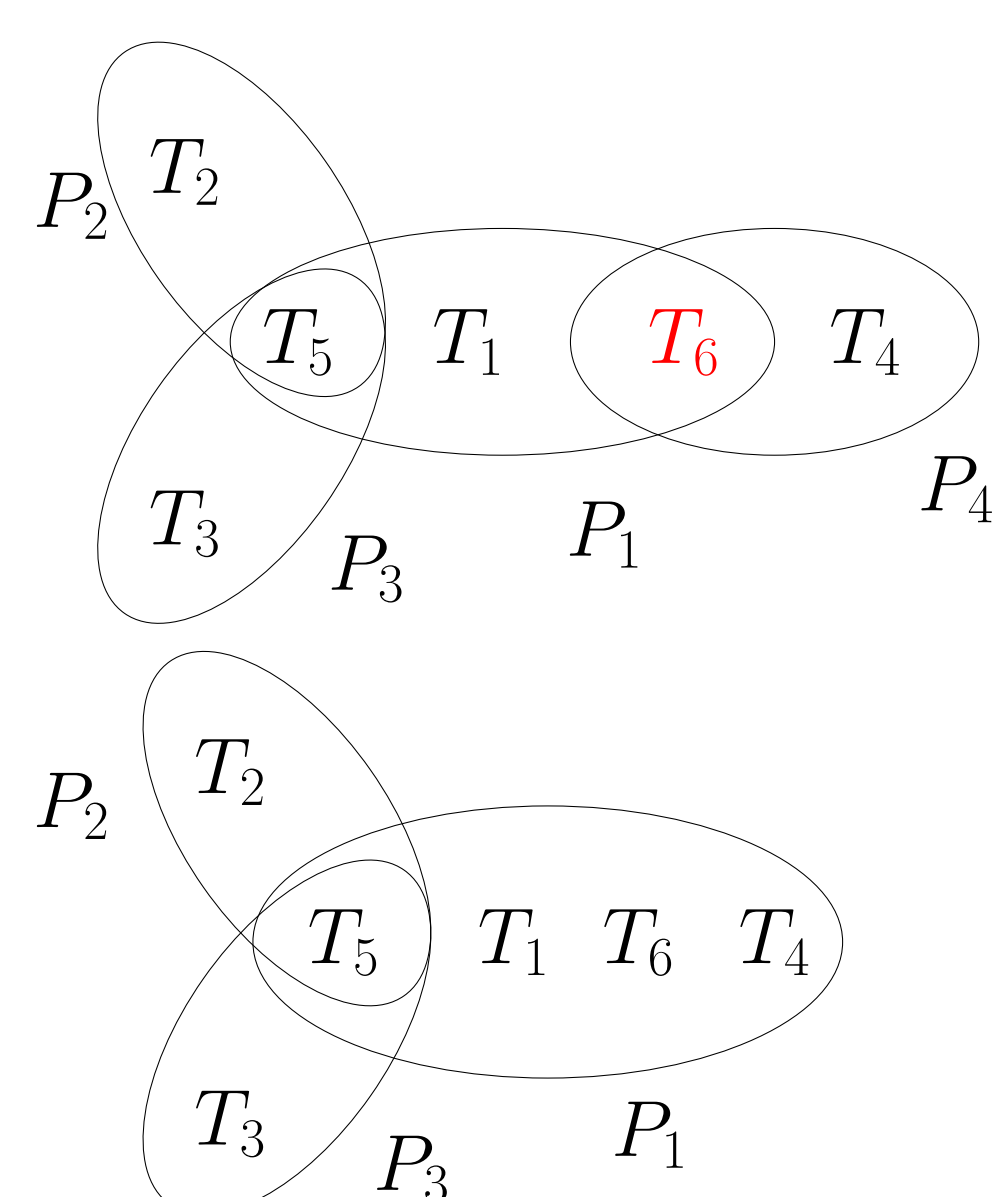 T₂
P₂
T₅ T₁ T₆ T₄
P₄
T₃
P₁
P₃
T₂
P₂
T₅ T₁ T₆ T₄
T₃
P₁
P₃